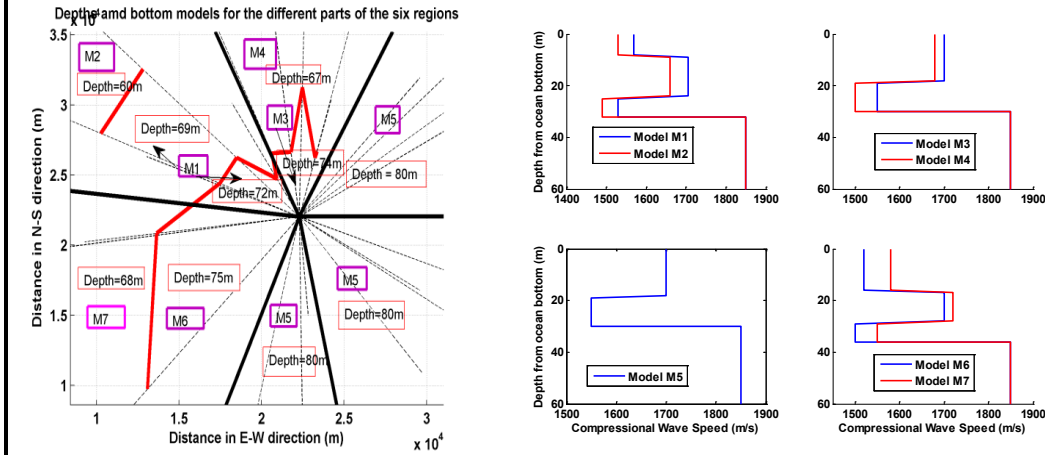 Depths amd bottom models for the different parts of the six regions
x 10
3.5
3
2.5
2
1.5
1
Distance in N-S direction (m)
M2
Depth=60m
M4
Depth=67m
M3
M5
Depth=69m
M1
Depth=74m
Depth = 80m
Depth=72m
Depth=68m
Depth=75m
M5
M7
M6
M5
Depth=80m
Depth=80m
1
1.5
2
2.5
3
Distance in E-W direction (m)
x 10⁴
0
20
40
60
Depth from ocean bottom (m)
Model M1
Model M2
1400 1500 1600 1700 1800 1900
0
20
40
60
Model M3
Model M4
1500 1600 1700 1800 1900
0
20
40
60
Depth from ocean bottom (m)
Model M5
1500 1600 1700 1800 1900
Compressional Wave Speed (m/s)
0
20
40
60
Model M6
Model M7
1500 1600 1700 1800 1900
Compressional Wave Speed (m/s)